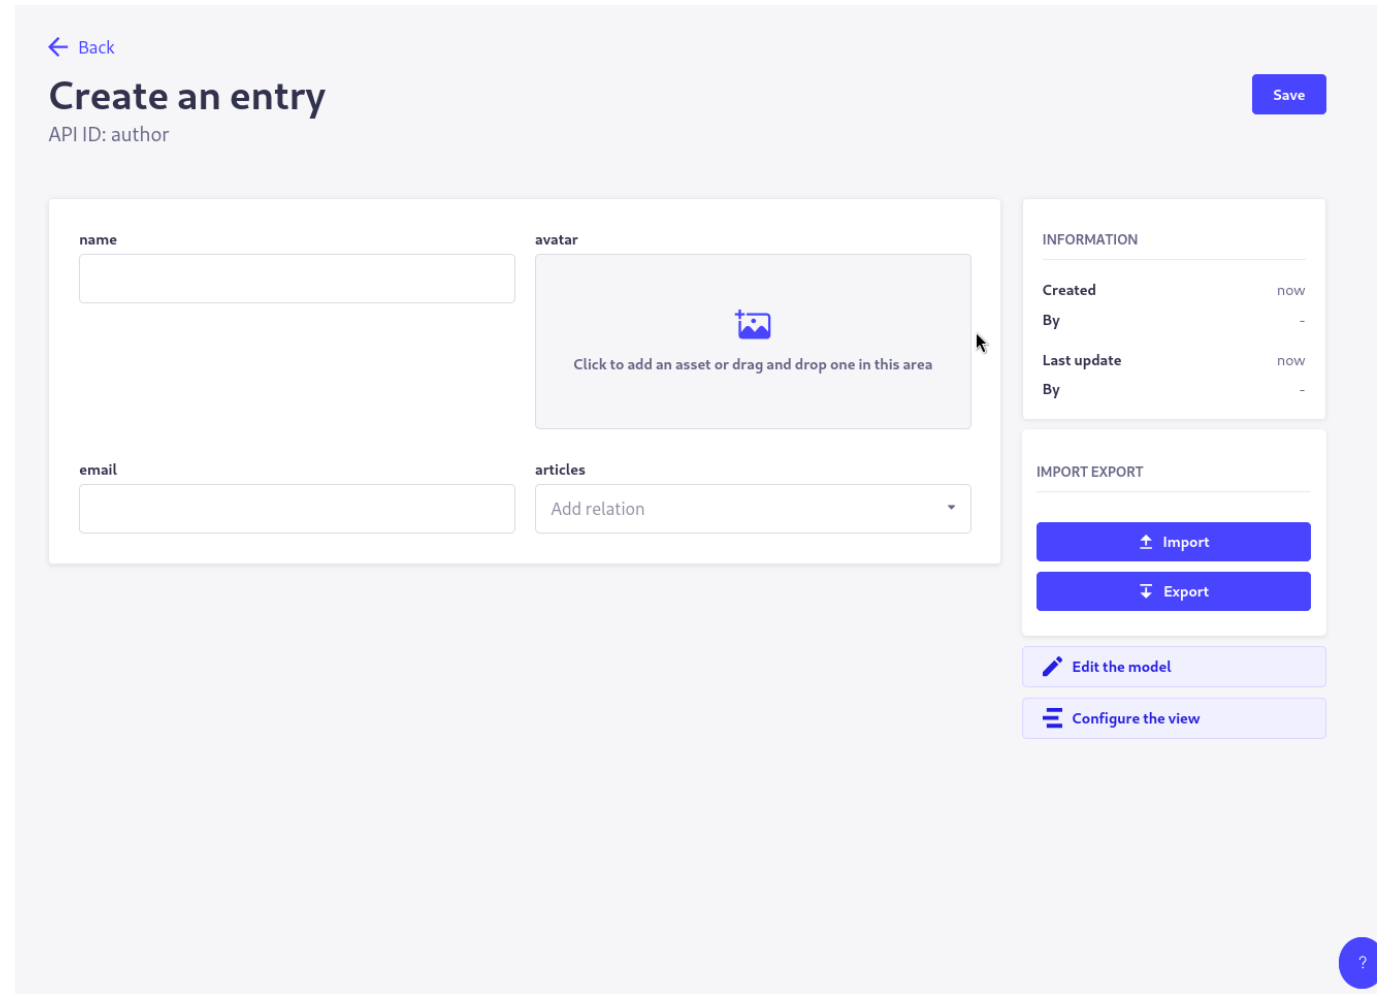 Back
Create an entry
API ID: author
Save
name
avatar
Click to add an asset or drag and drop one in this area
email
articles
Add relation
INFORMATION
Created now
By -
Last update now
By -
IMPORT EXPORT
Import
Export
Edit the model
Configure the view
?